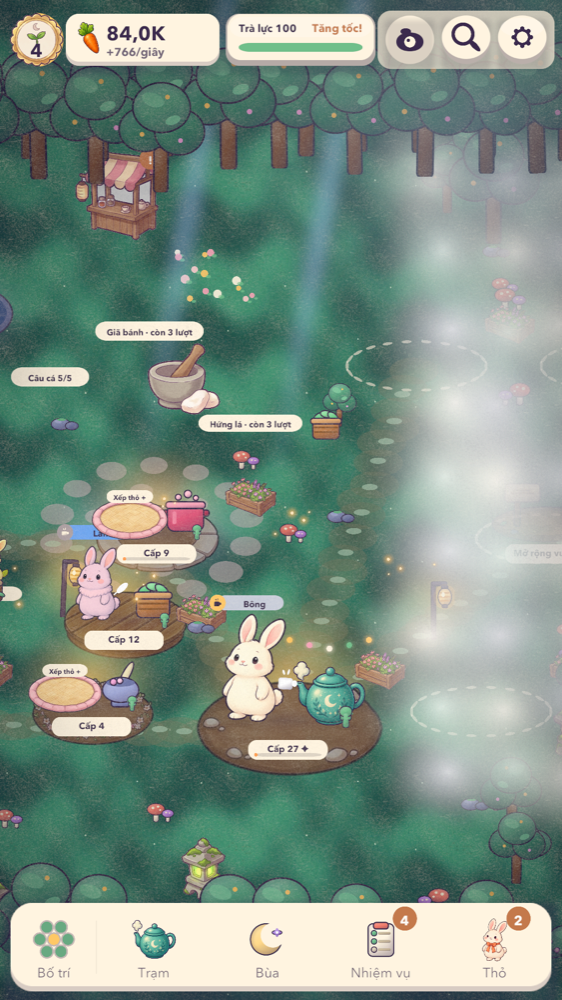 4
84,0K
+766/giây
Trà lực 100
Tăng tốc!
Giã bánh · còn 3 lượt
Câu cá 5/5
Hứng lá · còn 3 lượt
Xếp thỏ +
Cấp 9
Mở rộng
Bông
Cấp 12
Xếp thỏ +
Cấp 4
Cấp 27 ✦
Bố trí
Trạm
Bùa
4
Nhiệm vụ
2
Thỏ